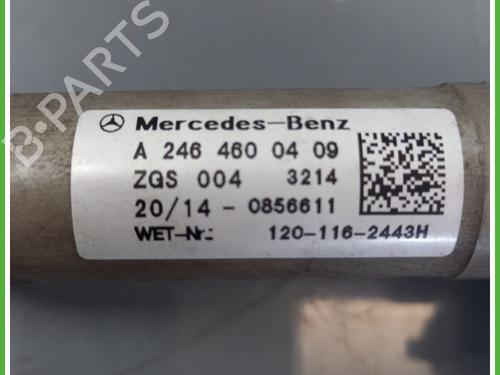 Mercedes-Benz
A 246 460 04 09
ZGS 004 3214
20/14 - 0856611
WET-Nr: 120-116-2443H
B-PARTS